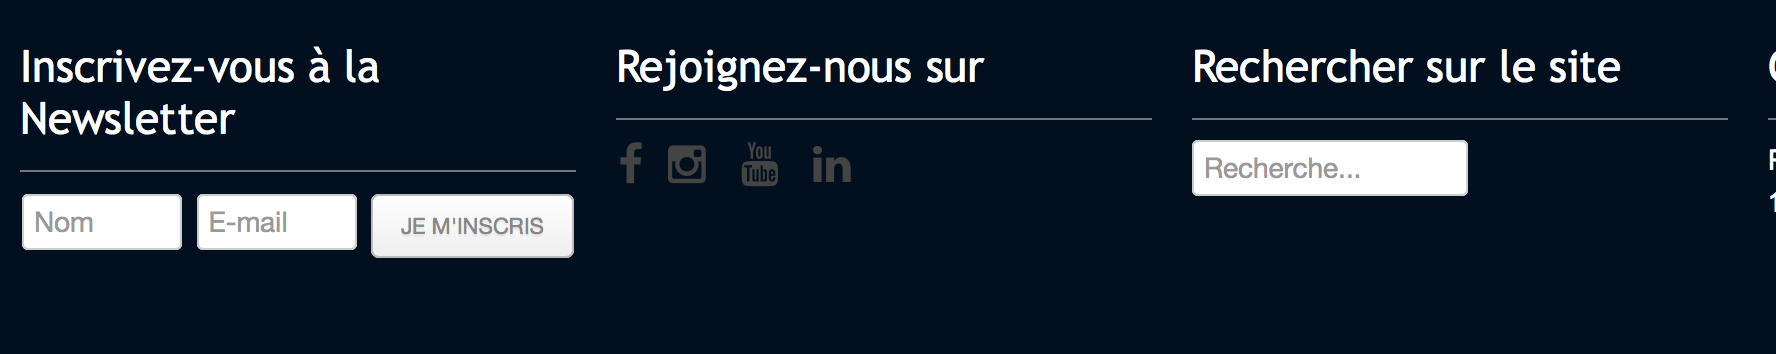 Inscrivez-vous à la
Newsletter
Nom
E-mail
JE M'INSCRIS
Rejoignez-nous sur
f
You
Tube
in
Rechercher sur le site
Recherche...